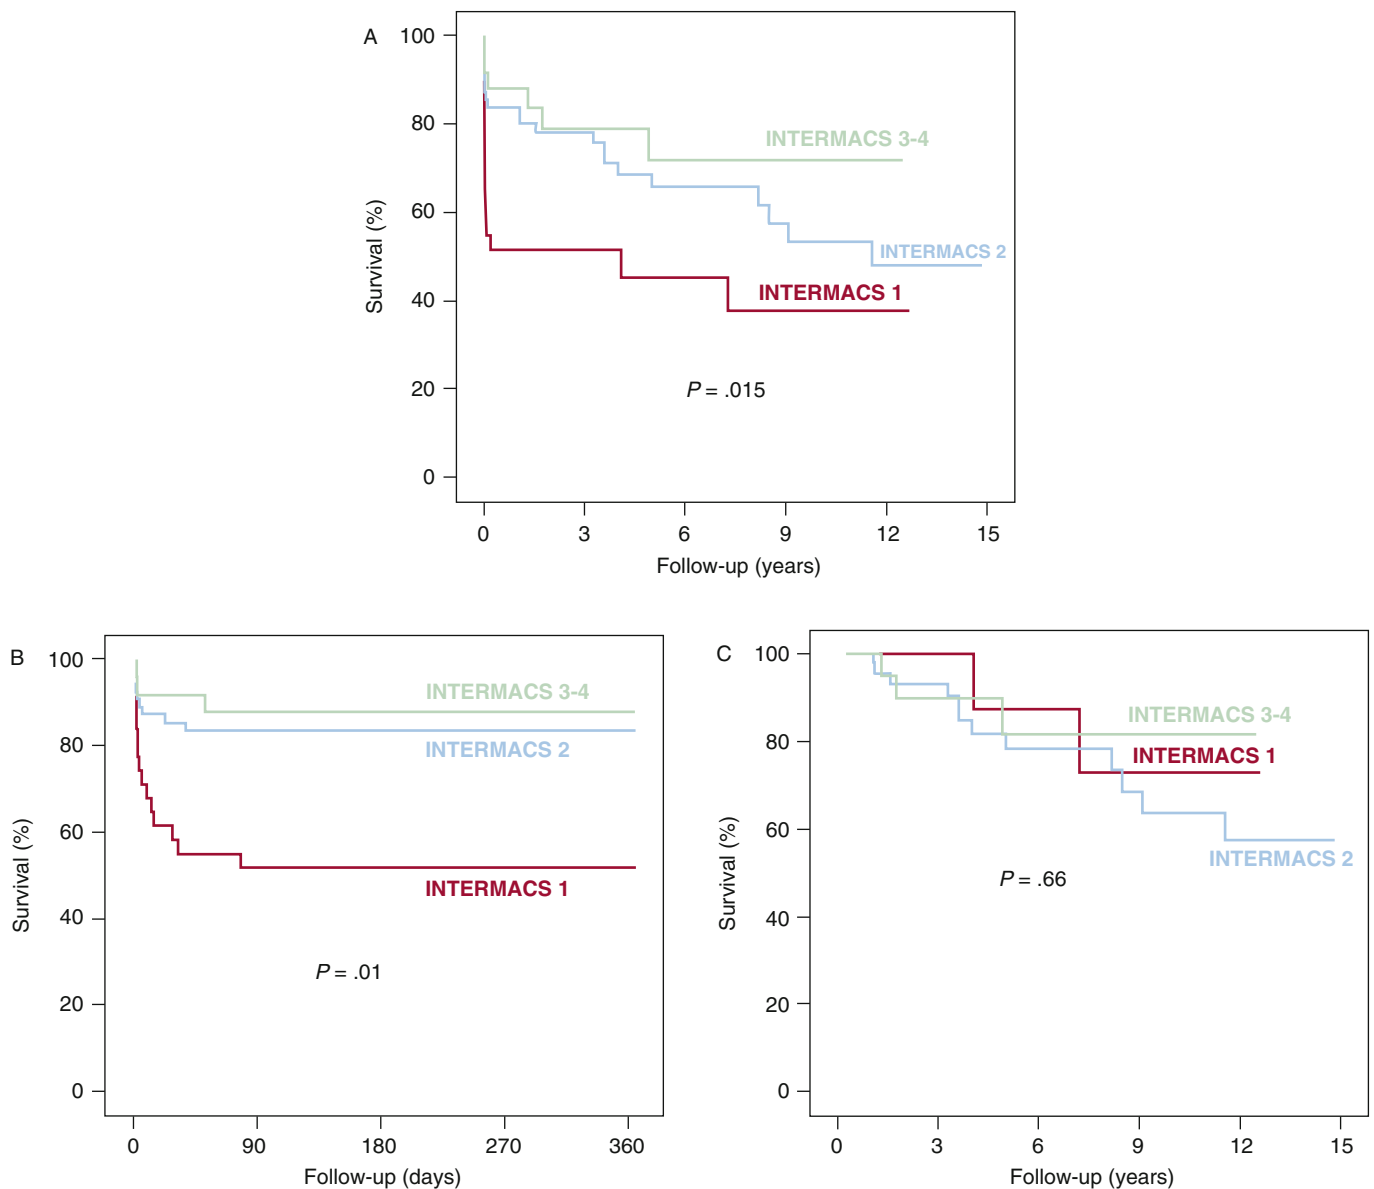 A
100
80
60
40
20
0
Survival (%)
INTERMACS 3-4
INTERMACS 2
INTERMACS 1
P = .015
0 3 6 9 12 15
Follow-up (years)
B
100
80
60
40
20
0
Survival (%)
INTERMACS 3-4
INTERMACS 2
INTERMACS 1
P = .01
0 90 180 270 360
Follow-up (days)
C
100
80
60
40
20
0
Survival (%)
INTERMACS 3-4
INTERMACS 1
INTERMACS 2
P = .66
0 3 6 9 12 15
Follow-up (years)